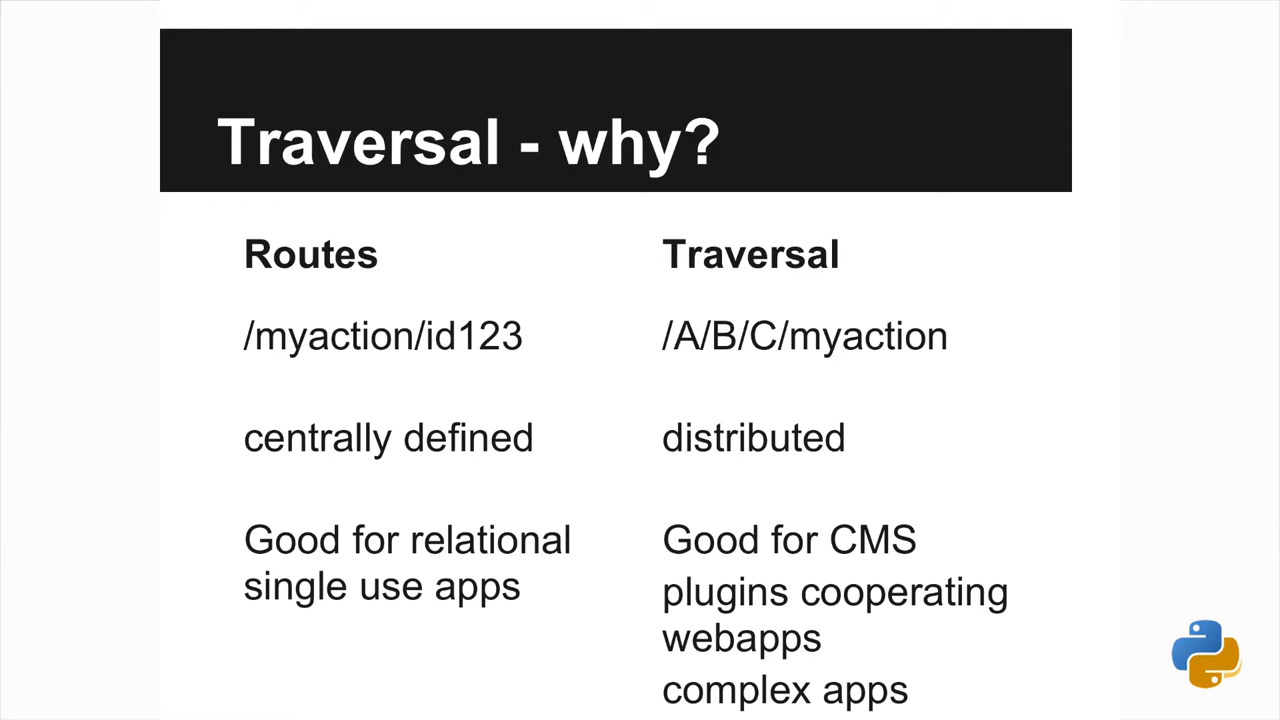 Traversal - why?
Routes
/myaction/id123
centrally defined
Good for relational
single use apps
Traversal
/A/B/C/myaction
distributed
Good for CMS
plugins cooperating
webapps
complex apps